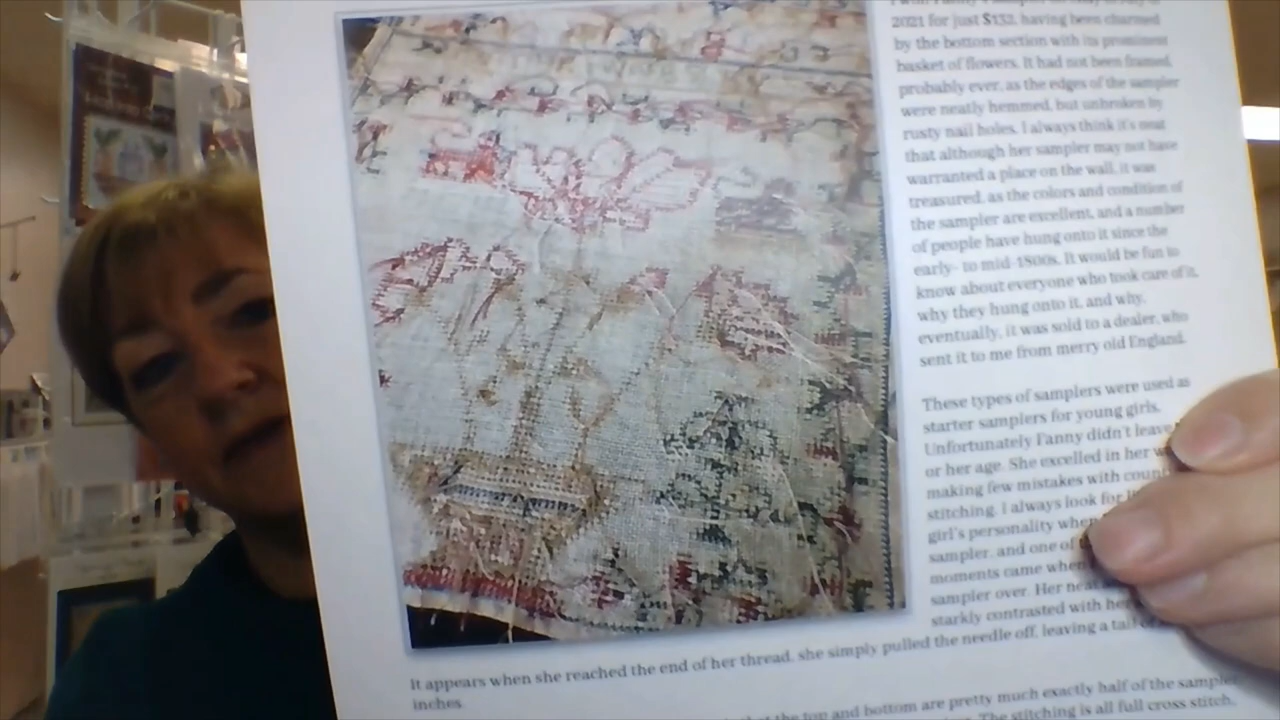 2021 for just $132, having been charmed
by the bottom section with its prominent
basket of flowers. It had not been framed,
probably ever, as the edges of the sampler
were neatly hemmed, but unbroken by
rusty nail holes. I always think it's neat
that although her sampler may not have
warranted a place on the wall, it was
treasured, as the colors and condition of
the sampler are excellent, and a number
of people have hung onto it since the
early- to mid-1800s. It would be fun to
know about everyone who took care of it,
why they hung onto it, and why,
eventually, it was sold to a dealer, who
sent it to me from merry old England.
These types of samplers were used as
starter samplers for young girls.
Unfortunately Fanny didn't leave
or her age. She excelled in her
making few mistakes with
stitching. I always look for
girl's personality when
sampler, and one of
moments came when
sampler over. Her
starkly contrasted with
It appears when she reached the end of her thread, she simply pulled the needle off, leaving a tail
inches.
the top and bottom are pretty much exactly half of the sampler
The stitching is all full cross stitch,